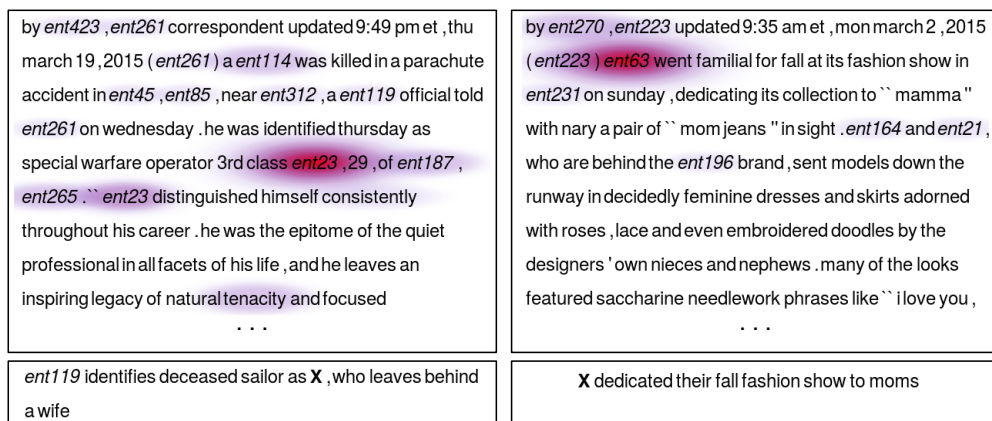 by ent423 ,ent261 correspondent updated 9:49 pm et ,thu
march 19 ,2015 ( ent261 ) a ent114 was killed in a parachute
accident in ent45 ,ent85 ,near ent312 ,a ent119 official told
ent261 on wednesday .he was identified thursday as
special warfare operator 3rd class ent23 ,29 ,of ent187 ,
ent265 .`` ent23 distinguished himself consistently
throughout his career .he was the epitome of the quiet
professional in all facets of his life ,and he leaves an
inspiring legacy of natural tenacity and focused
. . .
ent119 identifies deceased sailor as X ,who leaves behind
a wife
by ent270 ,ent223 updated 9:35 am et ,mon march 2 ,2015
( ent223 ) ent63 went familial for fall at its fashion show in
ent231 on sunday ,dedicating its collection to `` mamma ''
with nary a pair of `` mom jeans '' in sight .ent164 and ent21 ,
who are behind the ent196 brand ,sent models down the
runway in decidedly feminine dresses and skirts adorned
with roses ,lace and even embroidered doodles by the
designers ' own nieces and nephews .many of the looks
featured saccharine needlework phrases like `` i love you ,
. . .
X dedicated their fall fashion show to moms